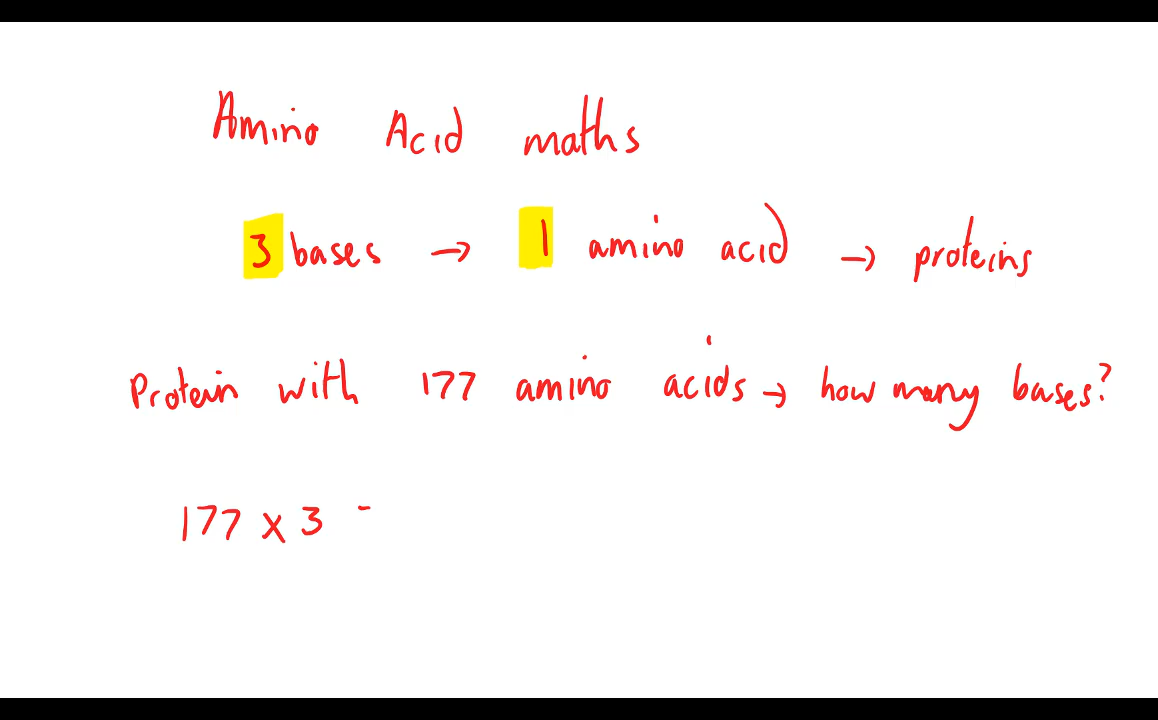 Amino Acid maths
3 bases → 1 amino acid → proteins
Protein with 177 amino acids → how many bases?
177 x 3 -